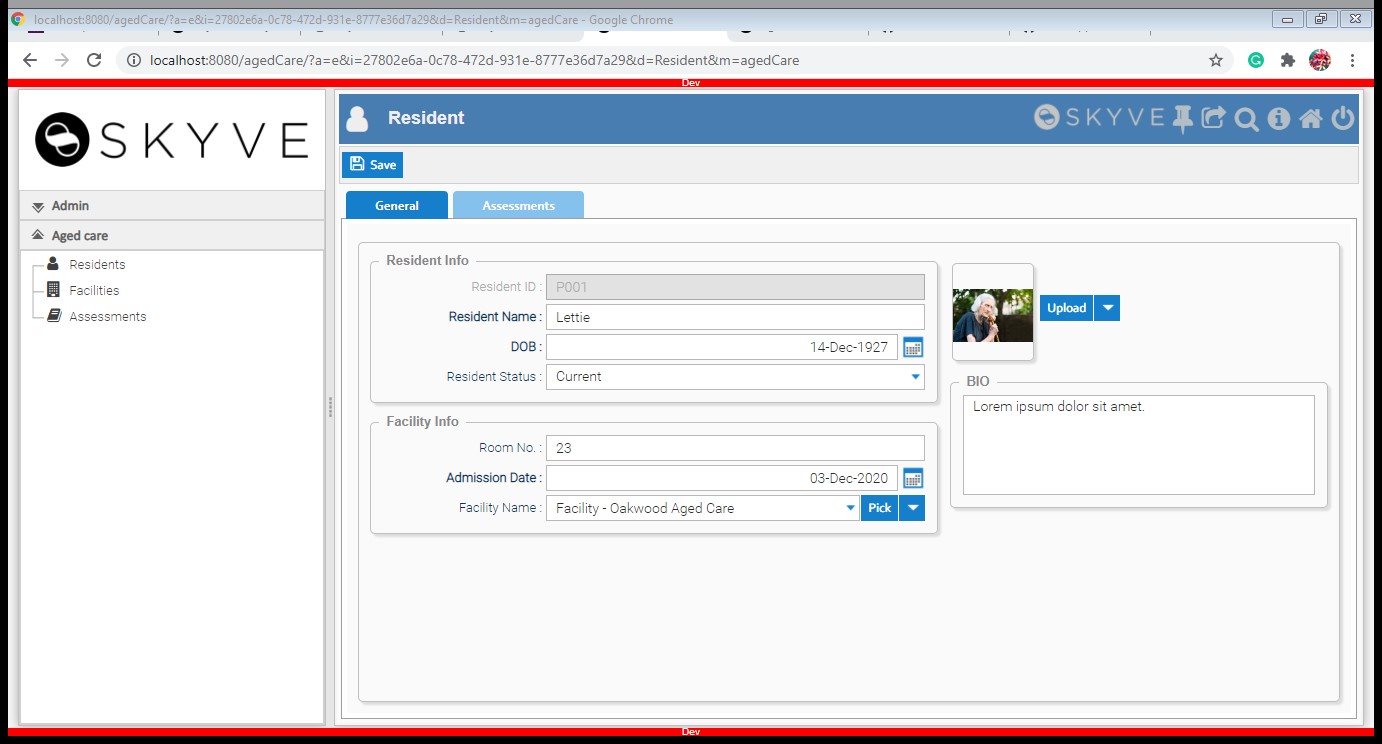 localhost:8080/agedCare/?a=e&i=27802e6a-0c78-472d-931e-8777e36d7a29&d=Resident&m=agedCare - Google Chrome
localhost:8080/agedCare/?a=e&i=27802e6a-0c78-472d-931e-8777e36d7a29&d=Resident&m=agedCare
Dev
SKYVE
Resident
SKYVE
Save
Admin
Aged care
Residents
Facilities
Assessments
General
Assessments
Resident Info
Resident ID : P001
Resident Name : Lettie
DOB : 14-Dec-1927
Resident Status : Current
Upload
BIO
Lorem ipsum dolor sit amet.
Facility Info
Room No. : 23
Admission Date : 03-Dec-2020
Facility Name : Facility - Oakwood Aged Care Pick
Dev